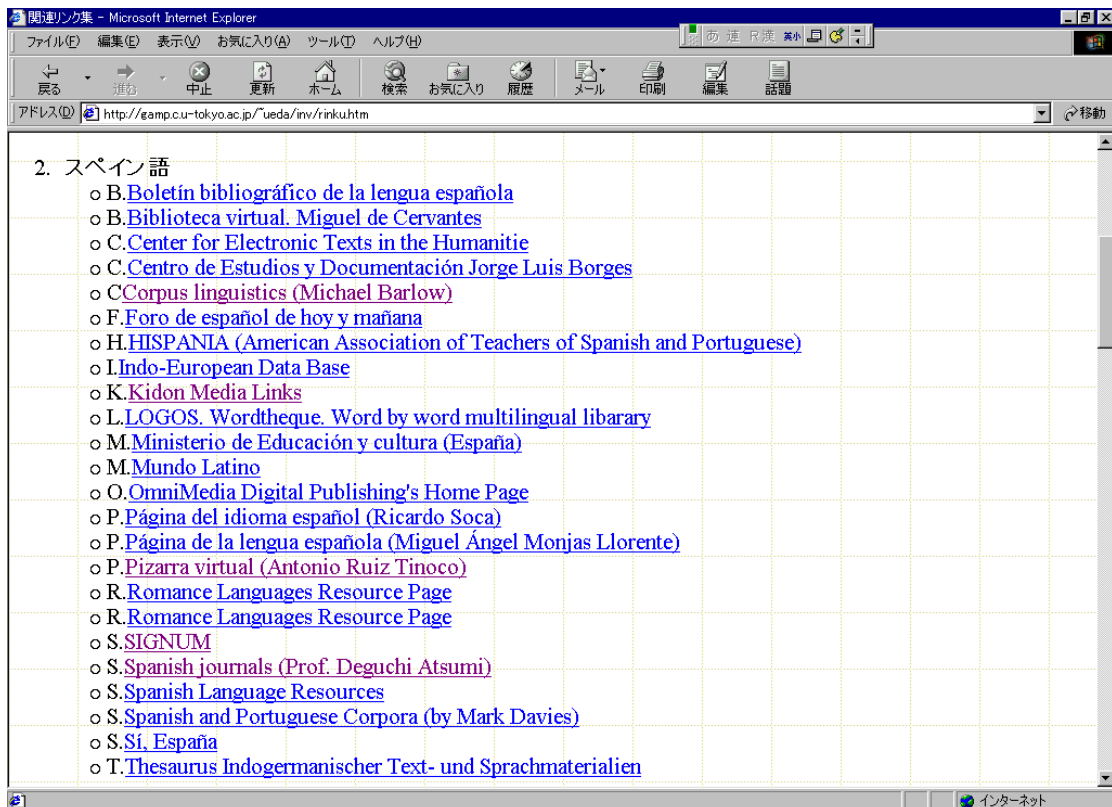 関連リンク集 - Microsoft Internet Explorer
ファイル(F) 編集(E) 表示(V) お気に入り(A) ツール(T) ヘルプ(H)
あ 連 R漢 英小
戻る 進む 中止 更新 ホーム 検索 お気に入り 履歴 メール 印刷 編集 話題
アドレス(D) http://gamp.c.u-tokyo.ac.jp/~ueda/inv/rinku.htm 移動
2. スペイン語
o B.Boletín bibliográfico de la lengua española
o B.Biblioteca virtual. Miguel de Cervantes
o C.Center for Electronic Texts in the Humanitie
o C.Centro de Estudios y Documentación Jorge Luis Borges
o CCorpus linguistics (Michael Barlow)
o F.Foro de español de hoy y mañana
o H.HISPANIA (American Association of Teachers of Spanish and Portuguese)
o I.Indo-European Data Base
o K.Kidon Media Links
o L.LOGOS. Wordtheque. Word by word multilingual libarary
o M.Ministerio de Educación y cultura (España)
o M.Mundo Latino
o O.OmniMedia Digital Publishing's Home Page
o P.Página del idioma español (Ricardo Soca)
o P.Página de la lengua española (Miguel Ángel Monjas Llorente)
o P.Pizarra virtual (Antonio Ruiz Tinoco)
o R.Romance Languages Resource Page
o R.Romance Languages Resource Page
o S.SIGNUM
o S.Spanish journals (Prof. Deguchi Atsumi)
o S.Spanish Language Resources
o S.Spanish and Portuguese Corpora (by Mark Davies)
o S.Sí, España
o T.Thesaurus Indogermanischer Text- und Sprachmaterialien
インターネット